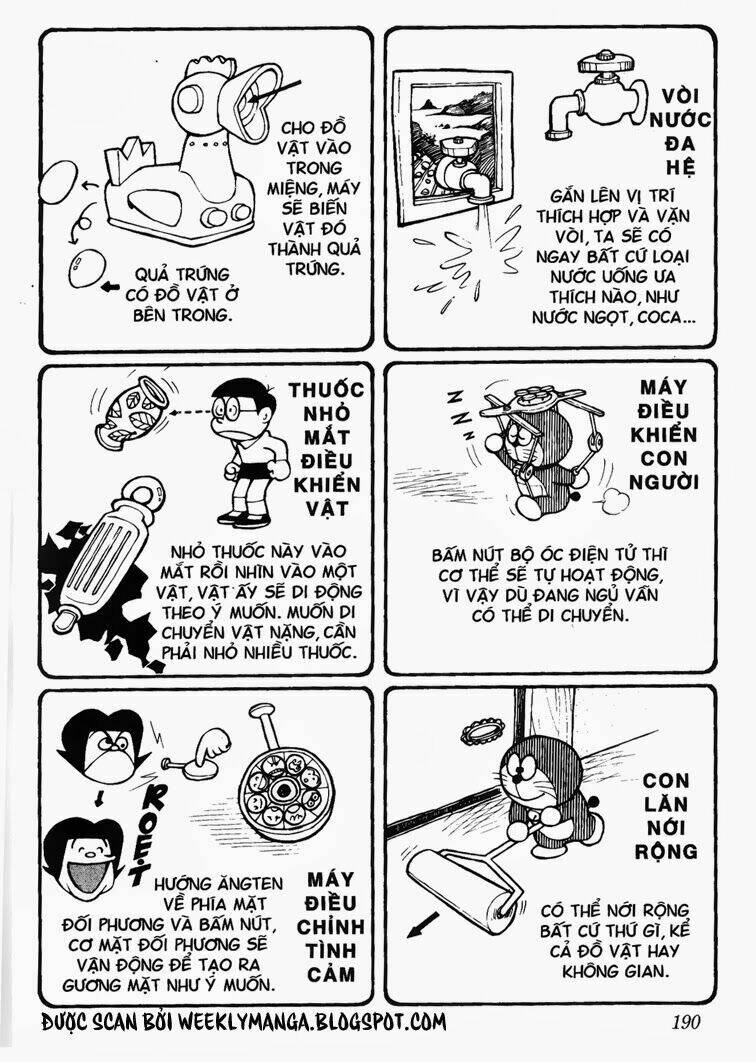 VÒI
NƯỚC
ĐA
HỆ
GẮN LÊN VỊ TRÍ
THÍCH HỢP VÀ VẶN
VÒI, TA SẼ CÓ
NGAY BẤT CỨ LOẠI
NƯỚC UỐNG ƯA
THÍCH NÀO, NHƯ
NƯỚC NGỌT, COCA...
CHO ĐỒ
VẬT VÀO
TRONG
MIỆNG, MÁY
SẼ BIẾN
VẬT ĐÓ
THÀNH QUẢ
TRỨNG.
QUẢ TRỨNG
CÓ ĐỒ VẬT Ở
BÊN TRONG.
MÁY
ĐIỀU
KHIỂN
CON
NGƯỜI
ZZZZ
BẤM NÚT BỘ ÓC ĐIỆN TỬ THÌ
CƠ THỂ SẼ TỰ HOẠT ĐỘNG,
VÌ VẬY DÙ ĐANG NGỦ VẪN
CÓ THỂ DI CHUYỂN.
THUỐC
NHỎ
MẮT
ĐIỀU
KHIỂN
VẬT
NHỎ THUỐC NÀY VÀO
MẮT RỒI NHÌN VÀO MỘT
VẬT, VẬT ẤY SẼ DI ĐỘNG
THEO Ý MUỐN. MUỐN DI
CHUYỂN VẬT NẶNG, CẦN
PHẢI NHỎ NHIỀU THUỐC.
CON
LĂN
NỚI
RỘNG
CÓ THỂ NỚI RỘNG
BẤT CỨ THỨ GÌ, KỂ
CẢ ĐỒ VẬT HAY
KHÔNG GIAN.
MÁY
ĐIỀU
CHỈNH
TÌNH
CẢM
ROẸT
HƯỚNG ĂNGTEN
VỀ PHÍA MẶT
ĐỐI PHƯƠNG VÀ BẤM NÚT,
CƠ MẶT ĐỐI PHƯƠNG SẼ
VẬN ĐỘNG ĐỂ TẠO RA
GƯƠNG MẶT NHƯ Ý MUỐN.
ĐƯỢC SCAN BỞI WEEKLYMANGA.BLOGSPOT.COM
190